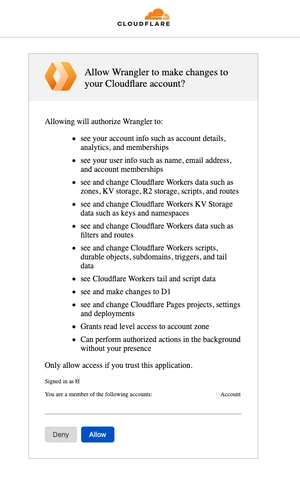 CLOUDFLARE
Allow Wrangler to make changes to
your Cloudflare account?
Allowing will authorize Wrangler to:
• see your account info such as account details,
analytics, and memberships
• see your user info such as name, email address,
and account memberships
• see and change Cloudflare Workers data such as
zones, KV storage, R2 storage, scripts, and routes
• see and change Cloudflare Workers KV Storage
data such as keys and namespaces
• see and change Cloudflare Workers data such as
filters and routes
• see and change Cloudflare Workers scripts,
durable objects, subdomains, triggers, and tail
data
• see Cloudflare Workers tail and script data
• see and make changes to D1
• see and change Cloudflare Pages projects, settings
and deployments
• Grants read level access to account zone
• Can perform authorized actions in the background
without your presence
Only allow access if you trust this application.
Signed in as
You are a member of the following accounts: Account
Deny Allow